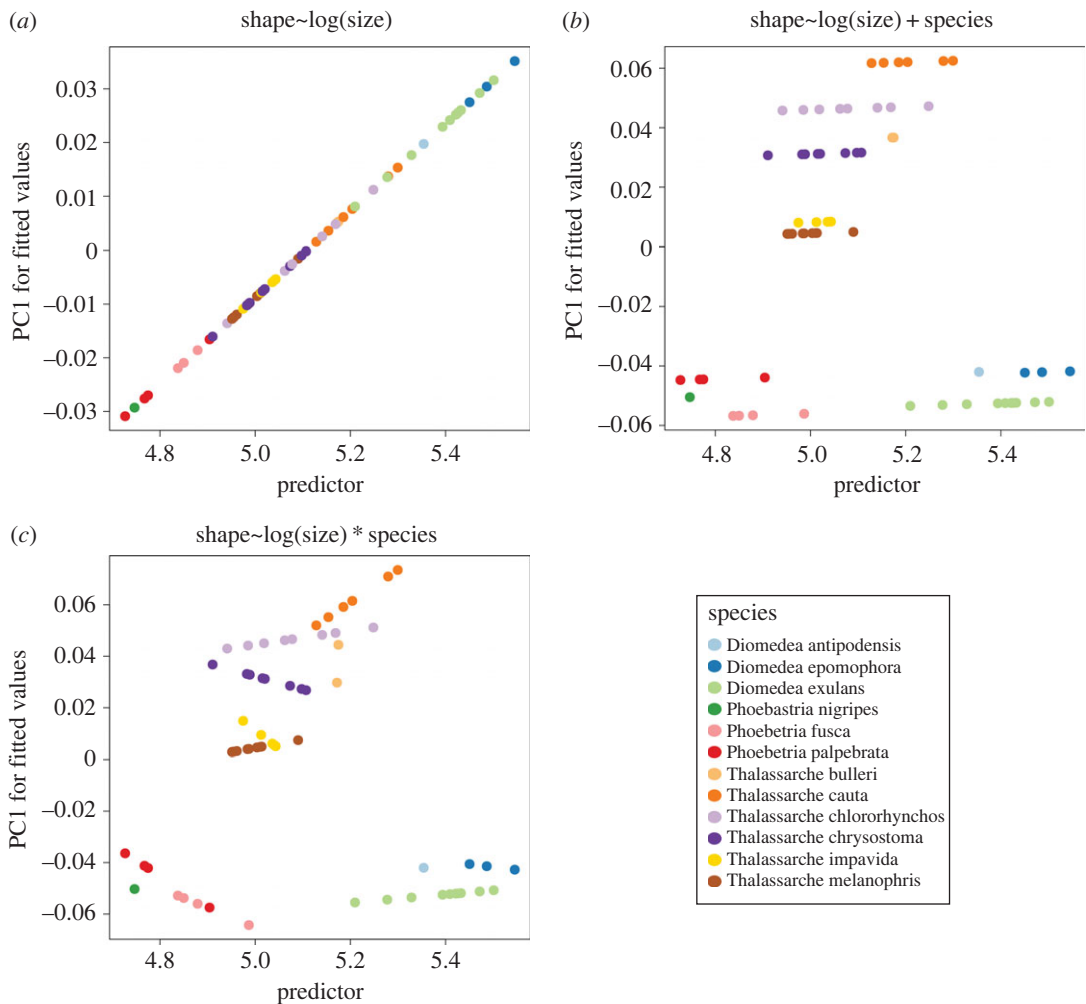 (a) shape~log(size)
PC1 for fitted values
0.03
0.02
0.01
0
–0.01
–0.02
–0.03
4.8 5.0 5.2 5.4
predictor
(b) shape~log(size) + species
PC1 for fitted values
0.06
0.04
0.02
0
–0.02
–0.04
–0.06
4.8 5.0 5.2 5.4
predictor
(c) shape~log(size) * species
PC1 for fitted values
0.06
0.04
0.02
0
–0.02
–0.04
–0.06
4.8 5.0 5.2 5.4
predictor
species
Diomedea antipodensis
Diomedea epomophora
Diomedea exulans
Phoebastria nigripes
Phoebetria fusca
Phoebetria palpebrata
Thalassarche bulleri
Thalassarche cauta
Thalassarche chlororhynchos
Thalassarche chrysostoma
Thalassarche impavida
Thalassarche melanophris